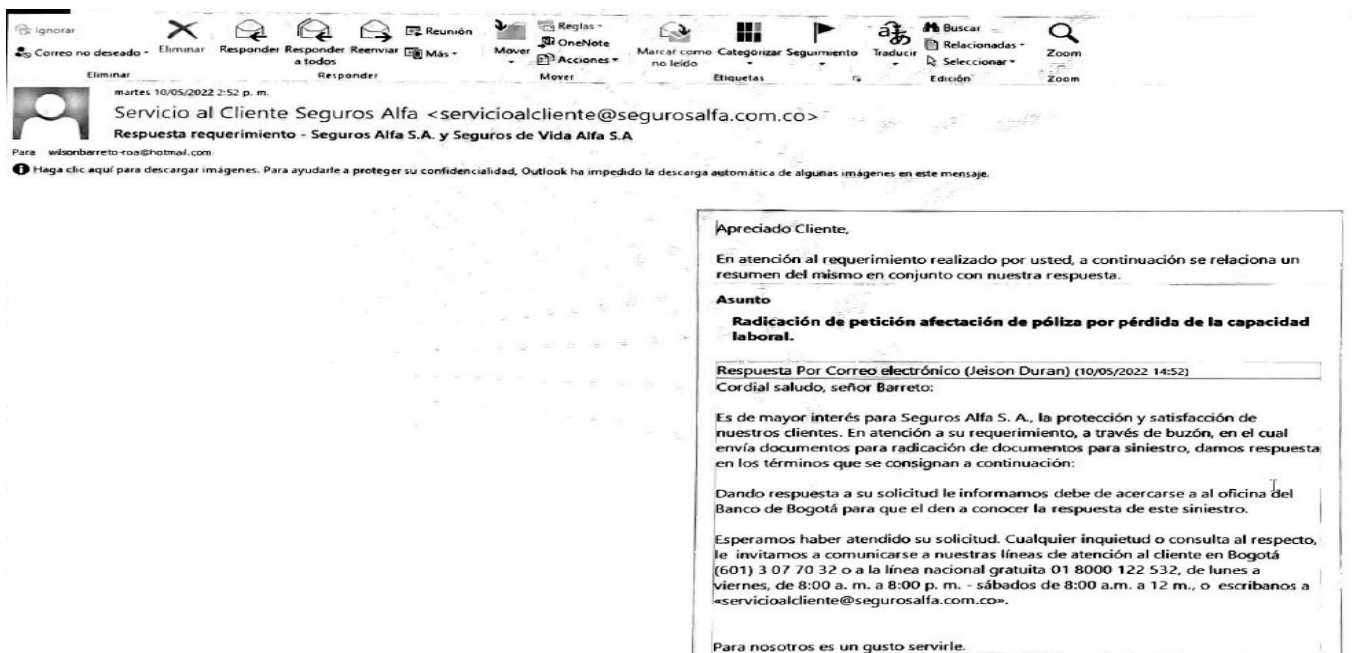 Ignorar
Correo no deseado
Eliminar
Eliminar
Responder Responder a todos Reenviar
Reunión
Más
Responder
Mover
Reglas
OneNote
Acciones
Mover
Marcar como no leído
Categorizar Seguimiento
Etiquetas
Traducir
Buscar
Relacionadas
Seleccionar
Edición
Zoom
Zoom
martes 10/05/2022 2:52 p. m.
Servicio al Cliente Seguros Alfa <servicioalcliente@segurosalfa.com.co>
Respuesta requerimiento - Seguros Alfa S.A. y Seguros de Vida Alfa S.A
Para wilsonbarreto-roa@hotmail.com
Haga clic aquí para descargar imágenes. Para ayudarle a proteger su confidencialidad, Outlook ha impedido la descarga automática de algunas imágenes en este mensaje.
Apreciado Cliente,
En atención al requerimiento realizado por usted, a continuación se relaciona un
resumen del mismo en conjunto con nuestra respuesta.
Asunto
Radicación de petición afectación de póliza por pérdida de la capacidad
laboral.
Respuesta Por Correo electrónico (Jeison Duran) (10/05/2022 14:52)
Cordial saludo, señor Barreto:
Es de mayor interés para Seguros Alfa S. A., la protección y satisfacción de
nuestros clientes. En atención a su requerimiento, a través de buzón, en el cual
envía documentos para radicación de documentos para siniestro, damos respuesta
en los términos que se consignan a continuación:
Dando respuesta a su solicitud le informamos debe de acercarse a al oficina del
Banco de Bogotá para que el den a conocer la respuesta de este siniestro.
Esperamos haber atendido su solicitud. Cualquier inquietud o consulta al respecto,
le invitamos a comunicarse a nuestras líneas de atención al cliente en Bogotá
(601) 3 07 70 32 o a la línea nacional gratuita 01 8000 122 532, de lunes a
viernes, de 8:00 a. m. a 8:00 p. m. - sábados de 8:00 a.m. a 12 m., o escribanos a
«servicioalcliente@segurosalfa.com.co».
Para nosotros es un gusto servirle.